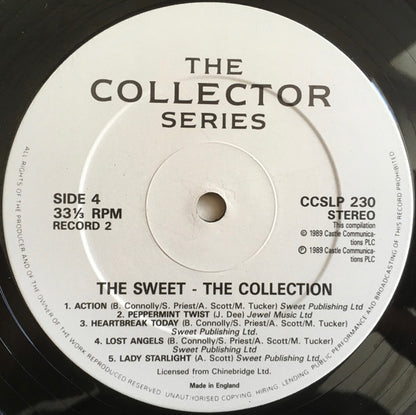 THE
COLLECTOR
SERIES
SIDE 4
33⅓ RPM
RECORD 2
CCSLP 230
STEREO
This compilation
© 1989 Castle Communica-
tions PLC
℗ 1989 Castle Communica-
tions PLC
THE SWEET - THE COLLECTION
1. ACTION (B. Connolly/S. Priest/A. Scott/M. Tucker) Sweet Publishing Ltd
2. PEPPERMINT TWIST (J. Dee) Jewel Music Ltd
3. HEARTBREAK TODAY (B. Connolly/S. Priest/A. Scott/M. Tucker)
Sweet Publishing Ltd.
4. LOST ANGELS (B. Connolly/S. Priest/A. Scott/M. Tucker)
Sweet Publishing Ltd.
5. LADY STARLIGHT (A. Scott) Sweet Publishing Ltd.
Licensed from Chinebridge Ltd.
Made in England
ALL RIGHTS OF THE PRODUCER AND OF THE OWNER OF THE WORK REPRODUCED RESERVED. UNAUTHORISED COPYING, HIRING, LENDING, PUBLIC PERFORMANCE AND BROADCASTING OF THIS RECORD PROHIBITED.